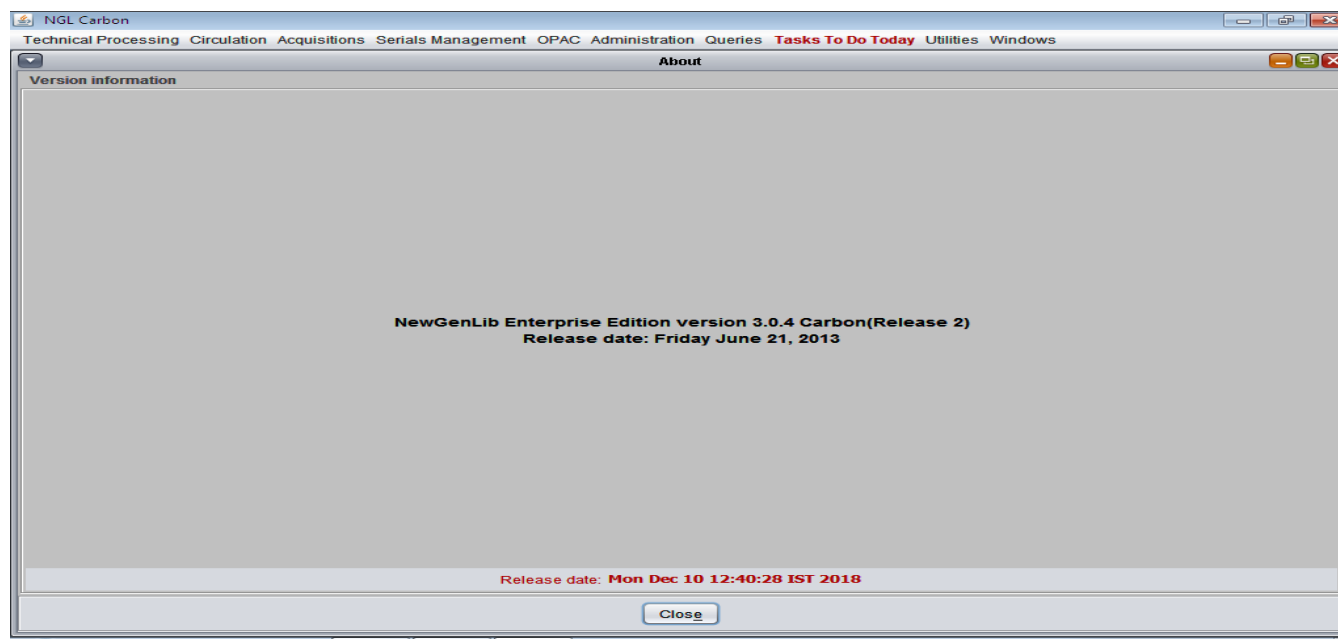 NGL Carbon
Technical Processing Circulation Acquisitions Serials Management OPAC Administration Queries Tasks To Do Today Utilities Windows
About
Version information
NewGenLib Enterprise Edition version 3.0.4 Carbon(Release 2)
Release date: Friday June 21, 2013
Release date: Mon Dec 10 12:40:28 IST 2018
Close